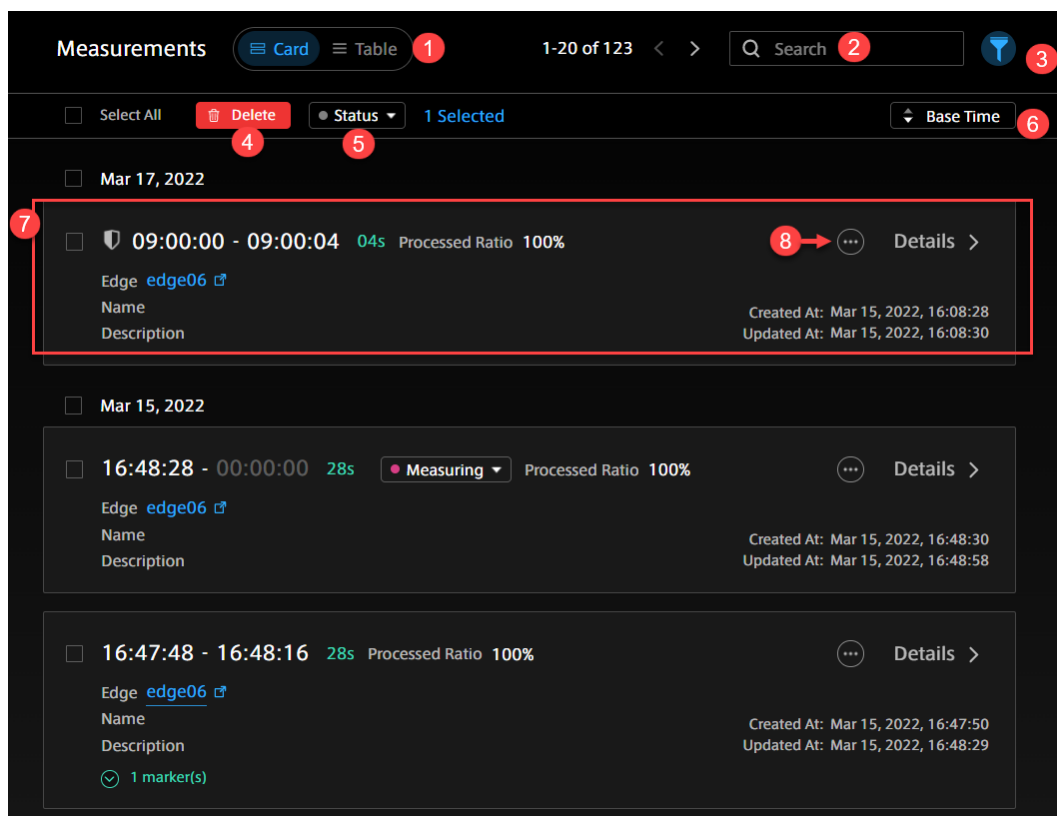 Measurements Card Table 1 1-20 of 123 < > Search 2 3
Select All Delete Status 1 Selected Base Time 6
4 5
Mar 17, 2022
7
09:00:00 - 09:00:04 04s Processed Ratio 100% 8 Details >
Edge edge06
Name
Created At: Mar 15, 2022, 16:08:28
Description
Updated At: Mar 15, 2022, 16:08:30
Mar 15, 2022
16:48:28 - 00:00:00 28s Measuring Processed Ratio 100% Details >
Edge edge06
Name
Created At: Mar 15, 2022, 16:48:30
Description
Updated At: Mar 15, 2022, 16:48:58
16:47:48 - 16:48:16 28s Processed Ratio 100% Details >
Edge edge06
Name
Created At: Mar 15, 2022, 16:47:50
Description
Updated At: Mar 15, 2022, 16:48:29
1 marker(s)